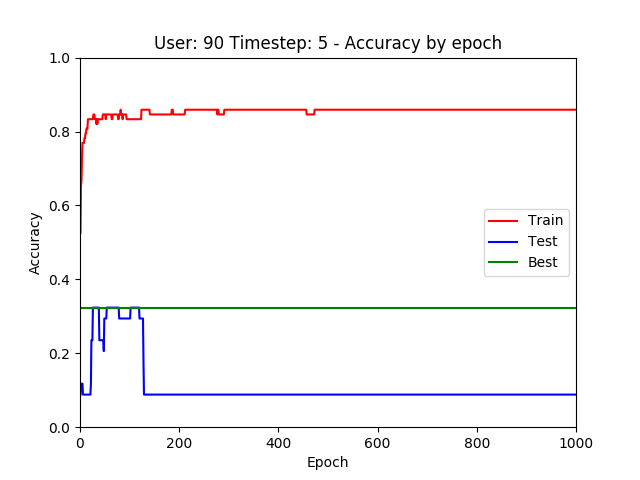 User: 90 Timestep: 5 - Accuracy by epoch
1.0
0.8
0.6
0.4
0.2
0.0
Accuracy
Train
Test
Best
0 200 400 600 800 1000
Epoch